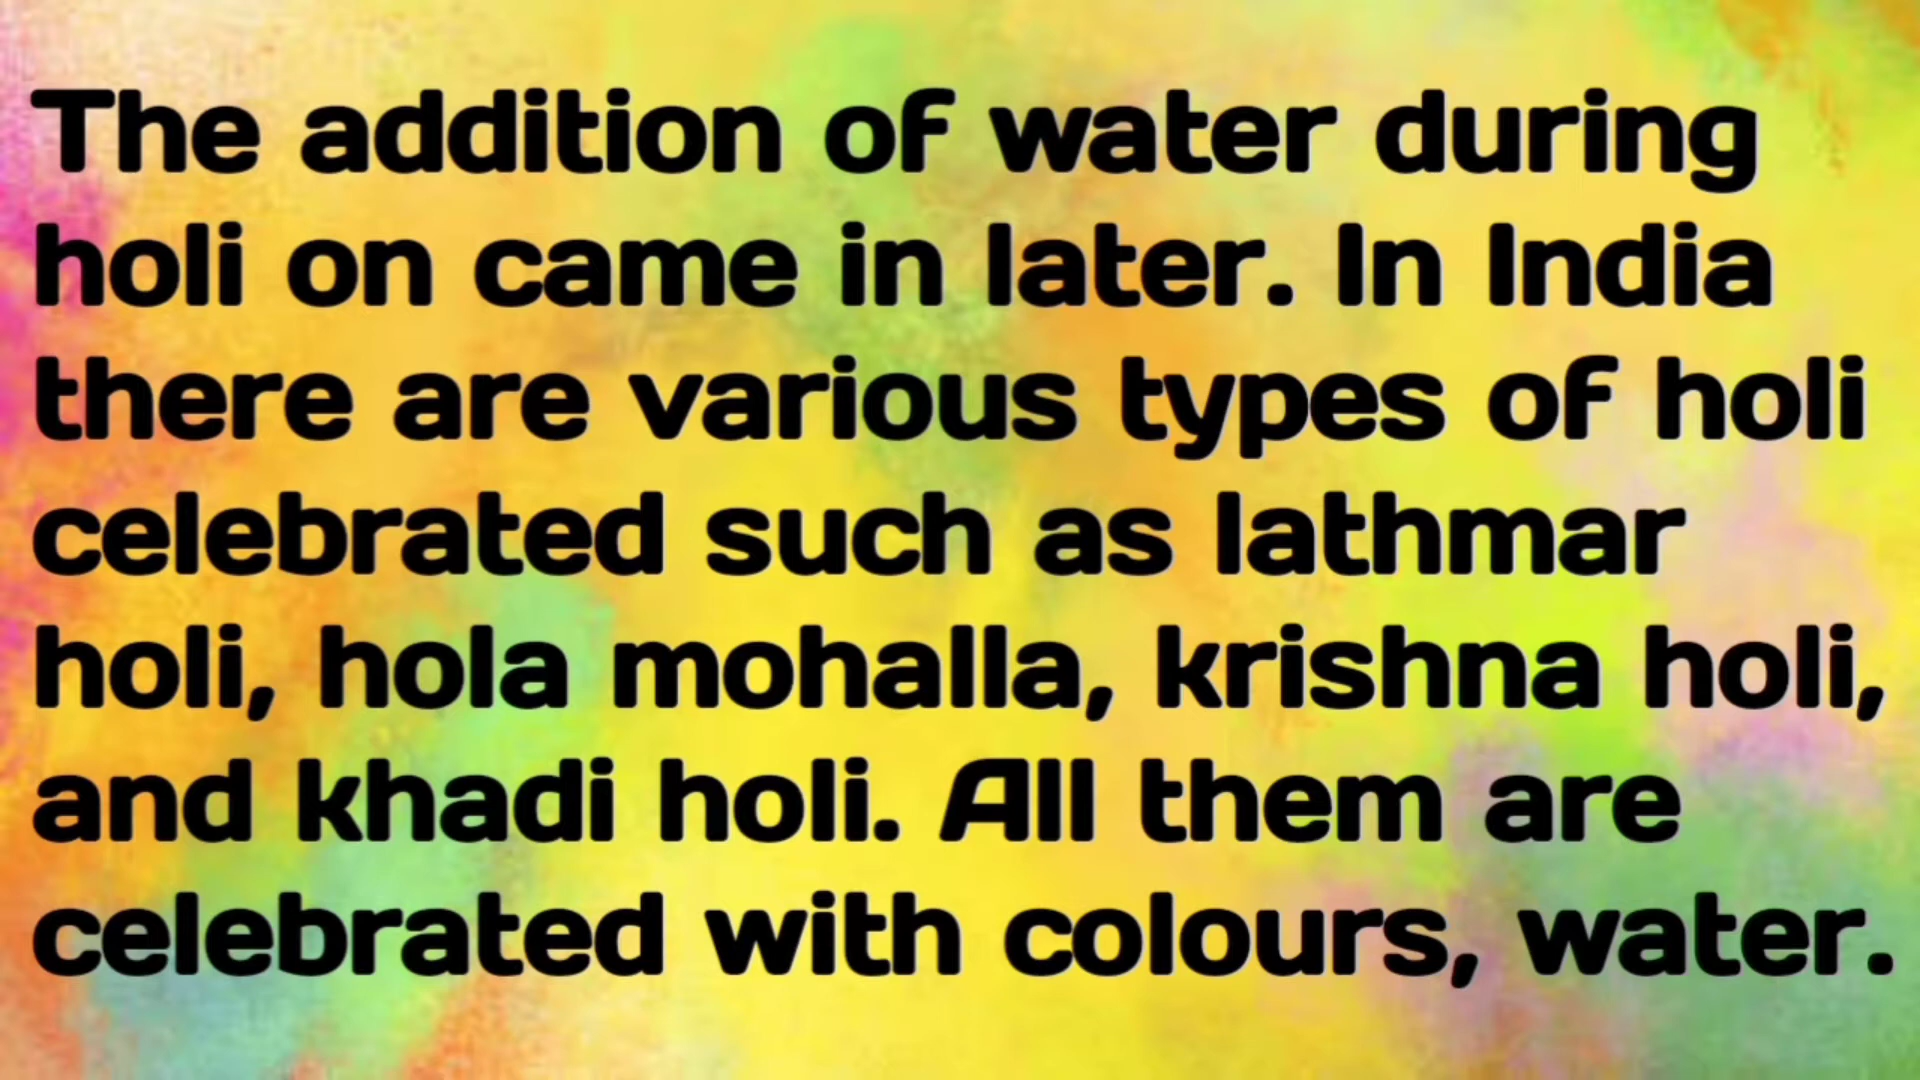 The addition of water during
holi on came in later. In India
there are various types of holi
celebrated such as lathmar
holi, hola mohalla, krishna holi,
and khadi holi. All them are
celebrated with colours, water.